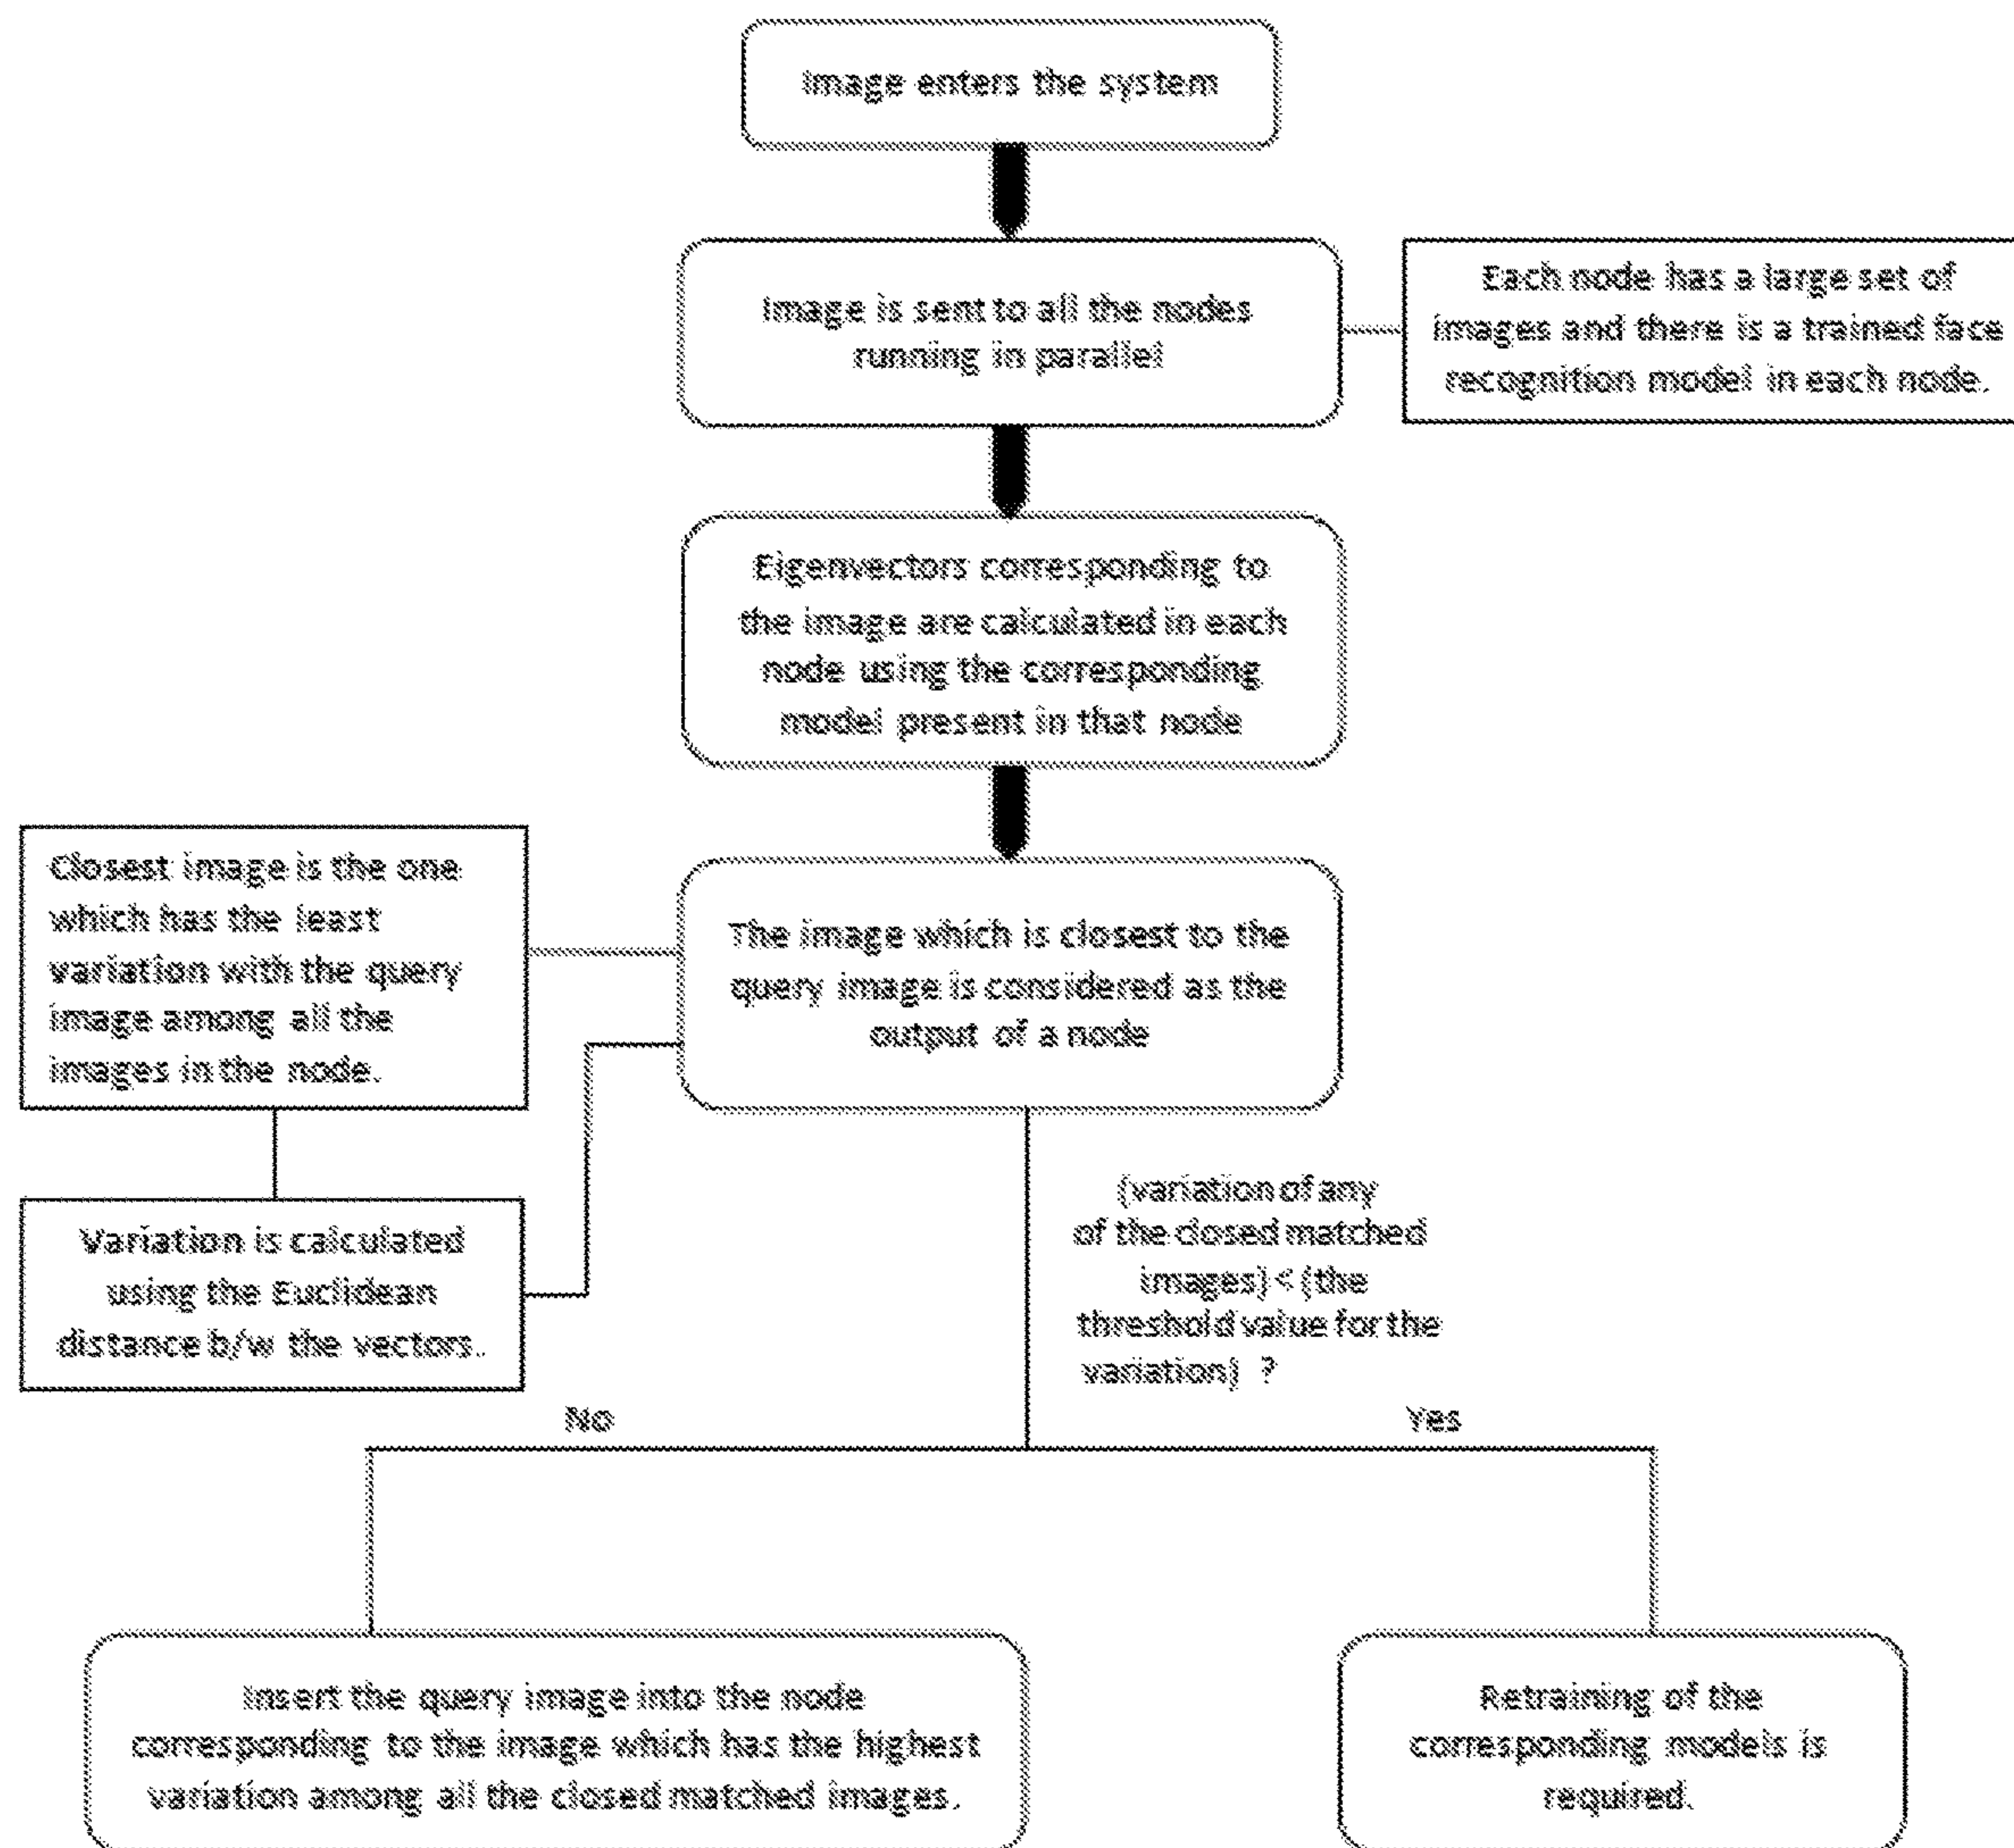 Image enters the system
Image is sent to all the nodes
running in parallel
Each node has a large set of
images and there is a trained face
recognition model in each node.
Eigenvectors corresponding to
the image are calculated in each
node using the corresponding
model present in that node
Closest image is the one
which has the least
variation with the query
image among all the
images in the node.
The image which is closest to the
query image is considered as the
output of a node
Variation is calculated
using the Euclidean
distance b/w the vectors.
(variation of any
of the closed matched
images) < (the
threshold value for the
variation) ?
No
Yes
Insert the query image into the node
corresponding to the image which has the highest
variation among all the closed matched images.
Retraining of the
corresponding models is
required.